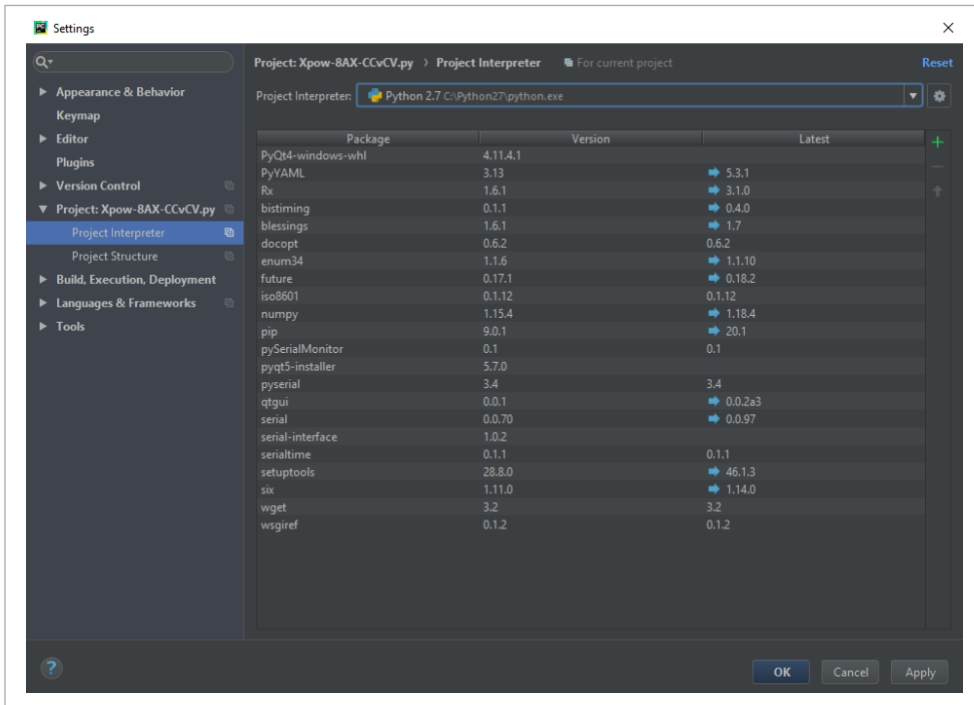 Settings
Project: Xpow-8AX-CCvCV.py › Project Interpreter For current project Reset
Appearance & Behavior
Keymap
Editor
Plugins
Version Control
Project: Xpow-8AX-CCvCV.py
Project Interpreter
Project Structure
Build, Execution, Deployment
Languages & Frameworks
Tools
Project Interpreter: Python 2.7 C:\Python27\python.exe
Package Version Latest
PyQt4-windows-whl 4.11.4.1
PyYAML 3.13 5.3.1
Rx 1.6.1 3.1.0
bistiming 0.1.1 0.4.0
blessings 1.6.1 1.7
docopt 0.6.2 0.6.2
enum34 1.1.6 1.1.10
future 0.17.1 0.18.2
iso8601 0.1.12 0.1.12
numpy 1.15.4 1.18.4
pip 9.0.1 20.1
pySerialMonitor 0.1 0.1
pyqt5-installer 5.7.0
pyserial 3.4 3.4
qtgui 0.0.1 0.0.2a3
serial 0.0.70 0.0.97
serial-interface 1.0.2
serialtime 0.1.1 0.1.1
setuptools 28.8.0 46.1.3
six 1.11.0 1.14.0
wget 3.2 3.2
wsgiref 0.1.2 0.1.2
? OK Cancel Apply